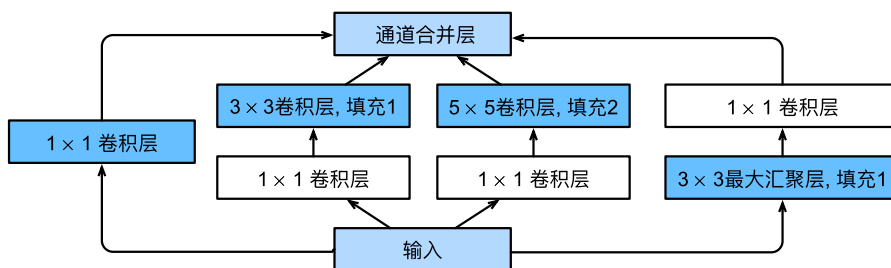 通道合并层
3 × 3卷积层, 填充1
5 × 5卷积层, 填充2
1 × 1 卷积层
1 × 1 卷积层
1 × 1 卷积层
1 × 1 卷积层
3 × 3最大汇聚层, 填充1
输入